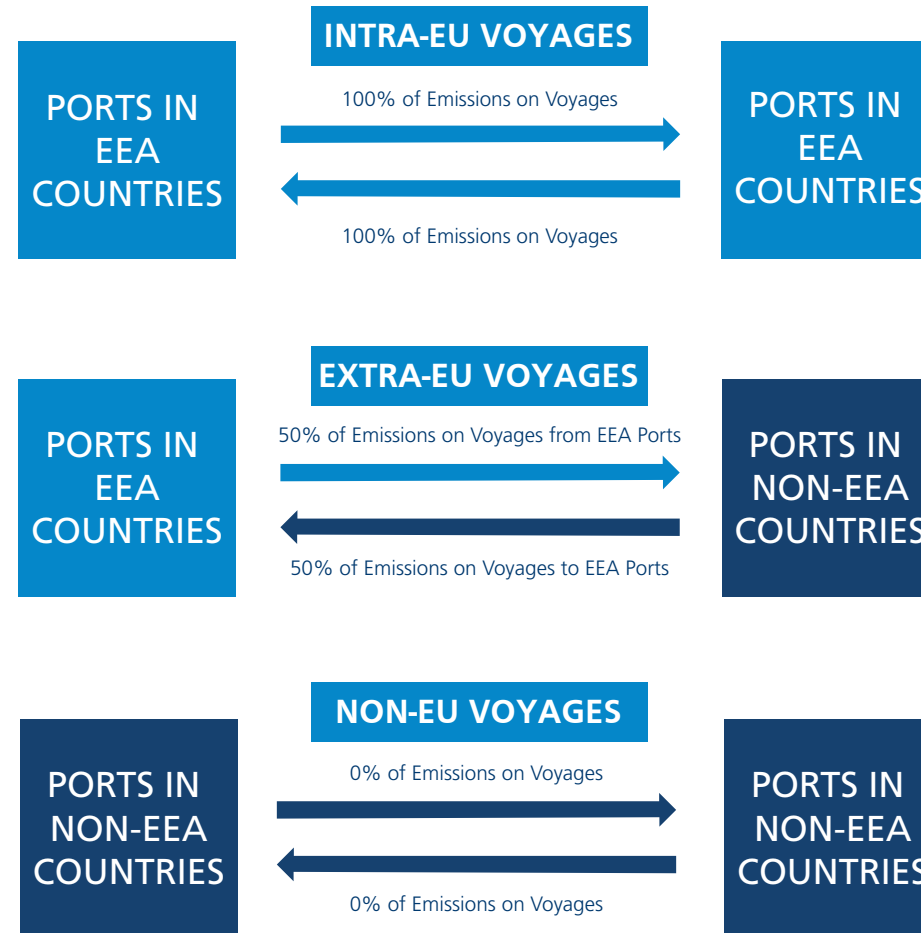 INTRA-EU VOYAGES
PORTS IN
EEA
COUNTRIES
100% of Emissions on Voyages
100% of Emissions on Voyages
PORTS IN
EEA
COUNTRIES
EXTRA-EU VOYAGES
PORTS IN
EEA
COUNTRIES
50% of Emissions on Voyages from EEA Ports
50% of Emissions on Voyages to EEA Ports
PORTS IN
NON-EEA
COUNTRIES
NON-EU VOYAGES
PORTS IN
NON-EEA
COUNTRIES
0% of Emissions on Voyages
0% of Emissions on Voyages
PORTS IN
NON-EEA
COUNTRIES